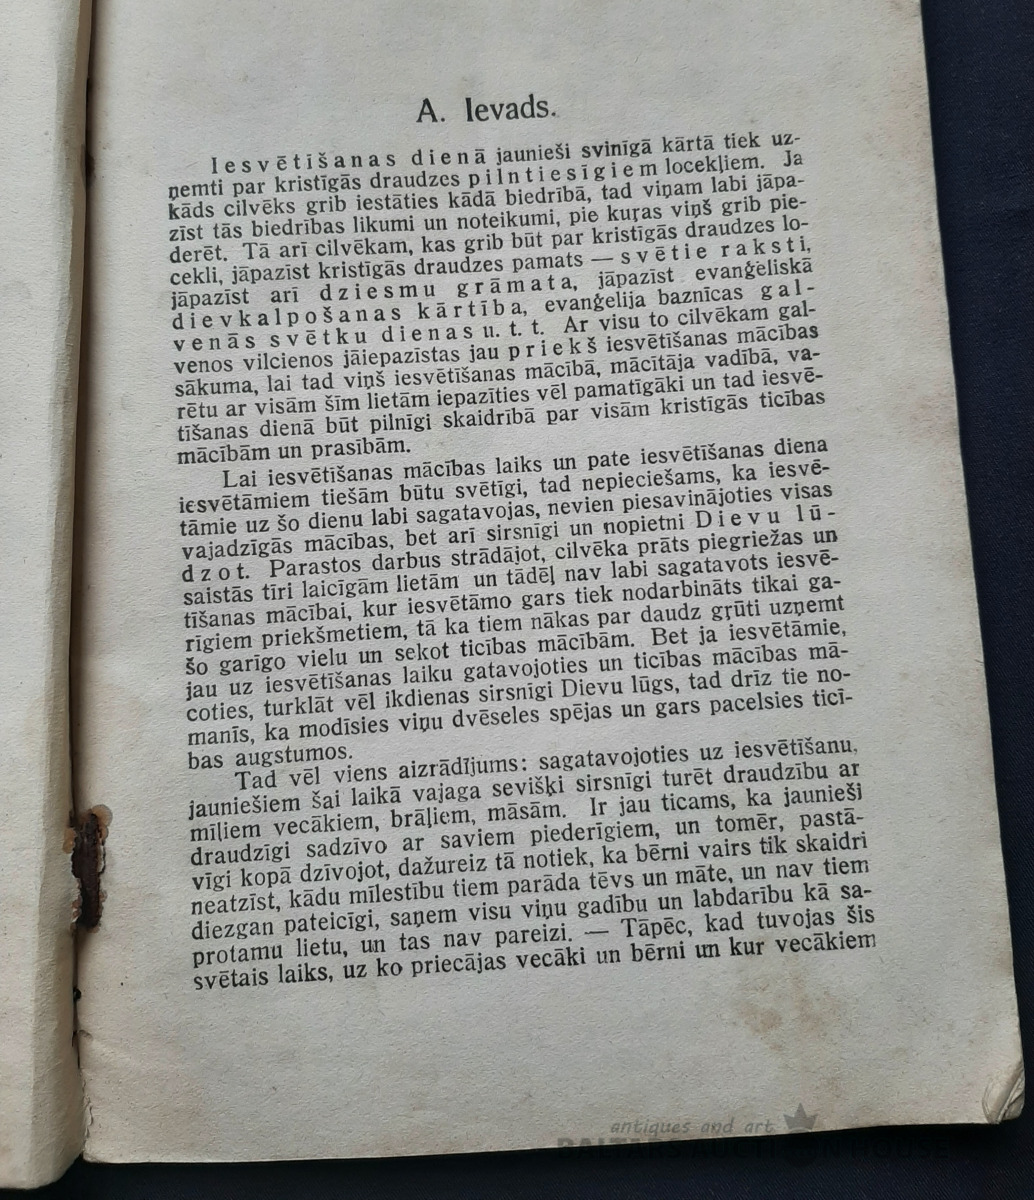 A. Ievads.
Iesvētīšanas dienā jaunieši svinīgā kārtā tiek uz-
ņemti par kristīgās draudzes pilntiesīgiem locekļiem. Ja
kāds cilvēks grib iestāties kādā biedrībā, tad viņam labi jāpa-
zīst tās biedrības likumi un noteikumi, pie kuŗas viņš grib pie-
derēt. Tā arī cilvēkam, kas grib būt par kristīgās draudzes lo-
cekli, jāpazīst kristīgās draudzes pamats — svētie raksti,
jāpazīst arī dziesmu grāmata, jāpazīst evaņģeliskā
dievkalpošanas kārtība, evaņģelija baznīcas gal-
venās svētku dienas u. t. t. Ar visu to cilvēkam gal-
venos vilcienos jāiepazīstas jau priekš iesvētīšanas mācības
sākuma, lai tad viņš iesvētīšanas mācībā, mācītāja vadībā, va-
rētu ar visām šīm lietām iepazīties vēl pamatīgāki un tad iesvē-
tīšanas dienā būt pilnīgi skaidrībā par visām kristīgās ticības
mācībām un prasībām.
Lai iesvētīšanas mācības laiks un pate iesvētīšanas diena
iesvētāmiem tiešām būtu svētīgi, tad nepieciešams, ka iesvē-
tāmie uz šo dienu labi sagatavojas, nevien piesavinājoties visas
vajadzīgās mācības, bet arī sirsnīgi un nopietni Dievu lū-
dzot. Parastos darbus strādājot, cilvēka prāts piegriežas un
saistās tīri laicīgām lietām un tādēļ nav labi sagatavots iesvē-
tīšanas mācībai, kur iesvētāmo gars tiek nodarbināts tikai ga-
rīgiem priekšmetiem, tā ka tiem nākas par daudz grūti uzņemt
šo garīgo vielu un sekot ticības mācībām. Bet ja iesvētāmie,
jau uz iesvētīšanas laiku gatavojoties un ticības mācības mā-
coties, turklāt vēl ikdienas sirsnīgi Dievu lūgs, tad drīz tie no-
manīs, ka modīsies viņu dvēseles spējas un gars pacelsies ticī-
bas augstumos.
Tad vēl viens aizrādījums: sagatavojoties uz iesvētīšanu,
jauniešiem šai laikā vajaga sevišķi sirsnīgi turēt draudzību ar
mīļiem vecākiem, brāļiem, māsām. Ir jau ticams, ka jaunieši
draudzīgi sadzīvo ar saviem piederīgiem, un tomēr, pastā-
vīgi kopā dzīvojot, dažureiz tā notiek, ka bērni vairs tik skaidri
neatzīst, kādu mīlestību tiem parāda tēvs un māte, un nav tiem
diezgan pateicīgi, saņem visu viņu gadību un labdarību kā sa-
protamu lietu, un tas nav pareizi. — Tāpēc, kad tuvojas šis
svētais laiks, uz ko priecājas vecāki un bērni un kur vecākiem
antiques and art
BALTARS AUCTION HOUSE